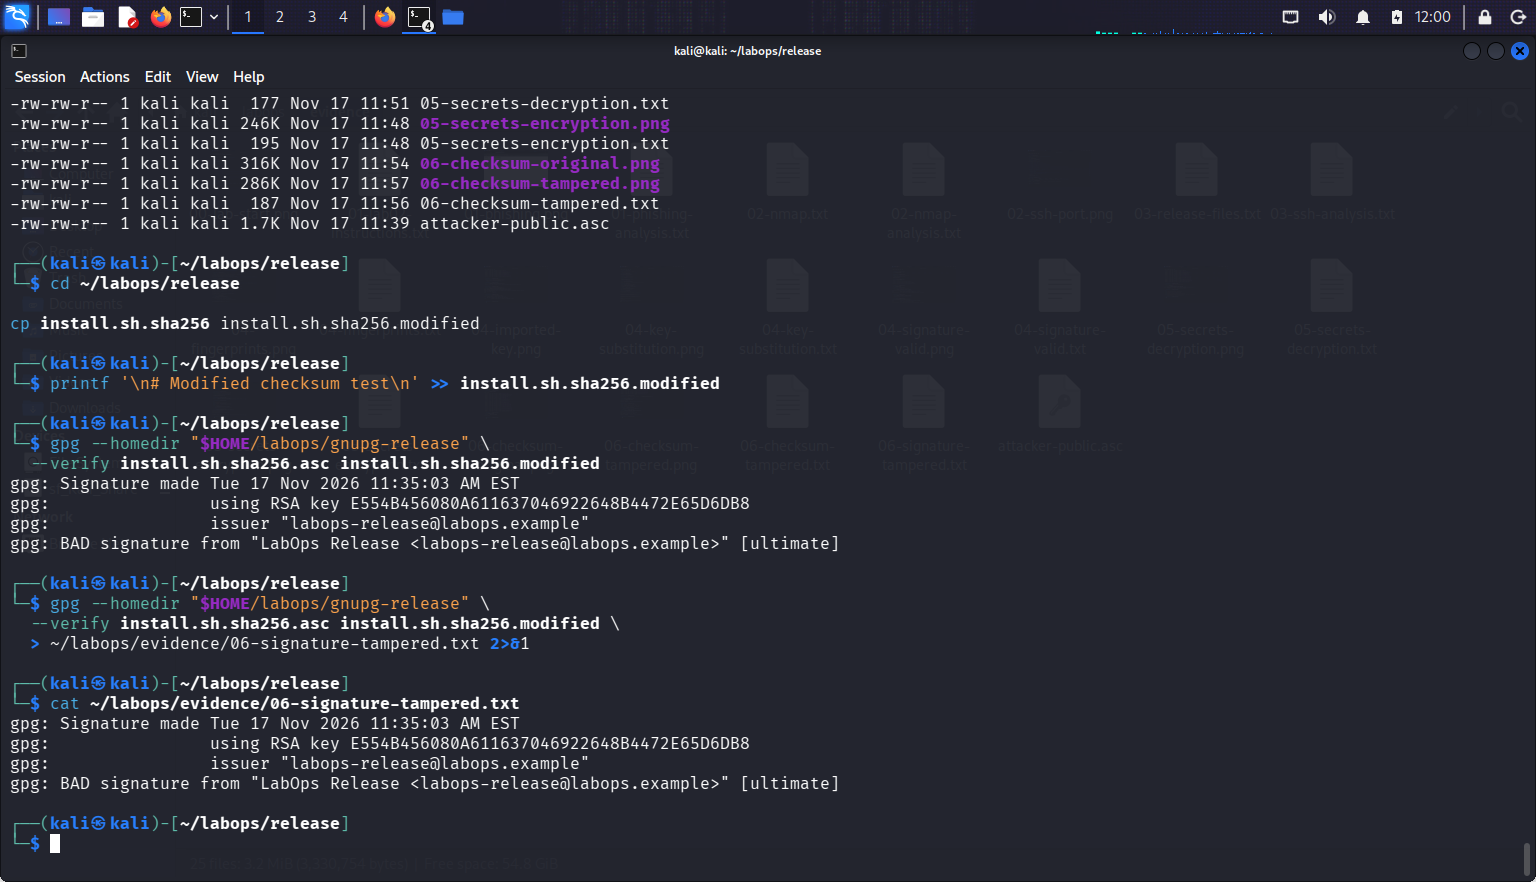 1 2 3 4
4
12:00
kali@kali: ~/labops/release
Session Actions Edit View Help
-rw-rw-r-- 1 kali kali  177 Nov 17 11:51 05-secrets-decryption.txt
-rw-rw-r-- 1 kali kali 246K Nov 17 11:48 05-secrets-encryption.png
-rw-rw-r-- 1 kali kali  195 Nov 17 11:48 05-secrets-encryption.txt
-rw-rw-r-- 1 kali kali 316K Nov 17 11:54 06-checksum-original.png
-rw-rw-r-- 1 kali kali 286K Nov 17 11:57 06-checksum-tampered.png
-rw-rw-r-- 1 kali kali  187 Nov 17 11:56 06-checksum-tampered.txt
-rw-rw-r-- 1 kali kali 1.7K Nov 17 11:39 attacker-public.asc
┌──(kali㉿kali)-[~/labops/release]
└─$ cd ~/labops/release
cp install.sh.sha256 install.sh.sha256.modified
┌──(kali㉿kali)-[~/labops/release]
└─$ printf '\n# Modified checksum test\n' >> install.sh.sha256.modified
┌──(kali㉿kali)-[~/labops/release]
└─$ gpg --homedir "$HOME/labops/gnupg-release" \
  --verify install.sh.sha256.asc install.sh.sha256.modified
gpg: Signature made Tue 17 Nov 2026 11:35:03 AM EST
gpg:                using RSA key E554B456080A611637046922648B4472E65D6DB8
gpg:                issuer "labops-release@labops.example"
gpg: BAD signature from "LabOps Release <labops-release@labops.example>" [ultimate]
┌──(kali㉿kali)-[~/labops/release]
└─$ gpg --homedir "$HOME/labops/gnupg-release" \
  --verify install.sh.sha256.asc install.sh.sha256.modified \
  > ~/labops/evidence/06-signature-tampered.txt 2>&1
┌──(kali㉿kali)-[~/labops/release]
└─$ cat ~/labops/evidence/06-signature-tampered.txt
gpg: Signature made Tue 17 Nov 2026 11:35:03 AM EST
gpg:                using RSA key E554B456080A611637046922648B4472E65D6DB8
gpg:                issuer "labops-release@labops.example"
gpg: BAD signature from "LabOps Release <labops-release@labops.example>" [ultimate]
┌──(kali㉿kali)-[~/labops/release]
└─$